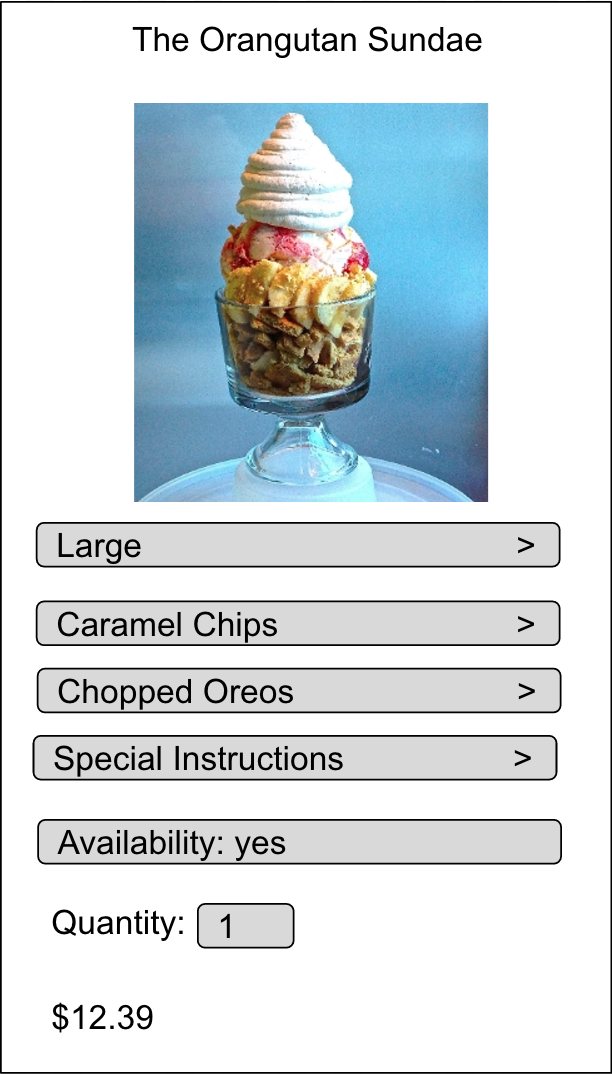 The Orangutan Sundae
Large >
Caramel Chips >
Chopped Oreos >
Special Instructions >
Availability: yes
Quantity: 1
$12.39